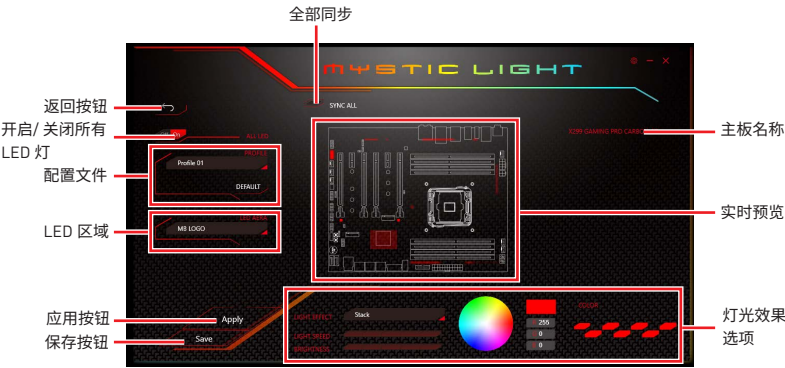 全部同步
MYSTIC LIGHT
返回按钮
SYNC ALL
开启/ 关闭所有
LED 灯
On
ALL LED
X299 GAMING PRO CARBON
主板名称
配置文件
PROFILE
Profile 01
DEFAULT
实时预览
LED 区域
LED AREA
MB LOGO
应用按钮
Apply
保存按钮
Save
LIGHT EFFECT
Stack
LIGHT SPEED
BRIGHTNESS
255
0
0
COLOR
灯光效果
选项